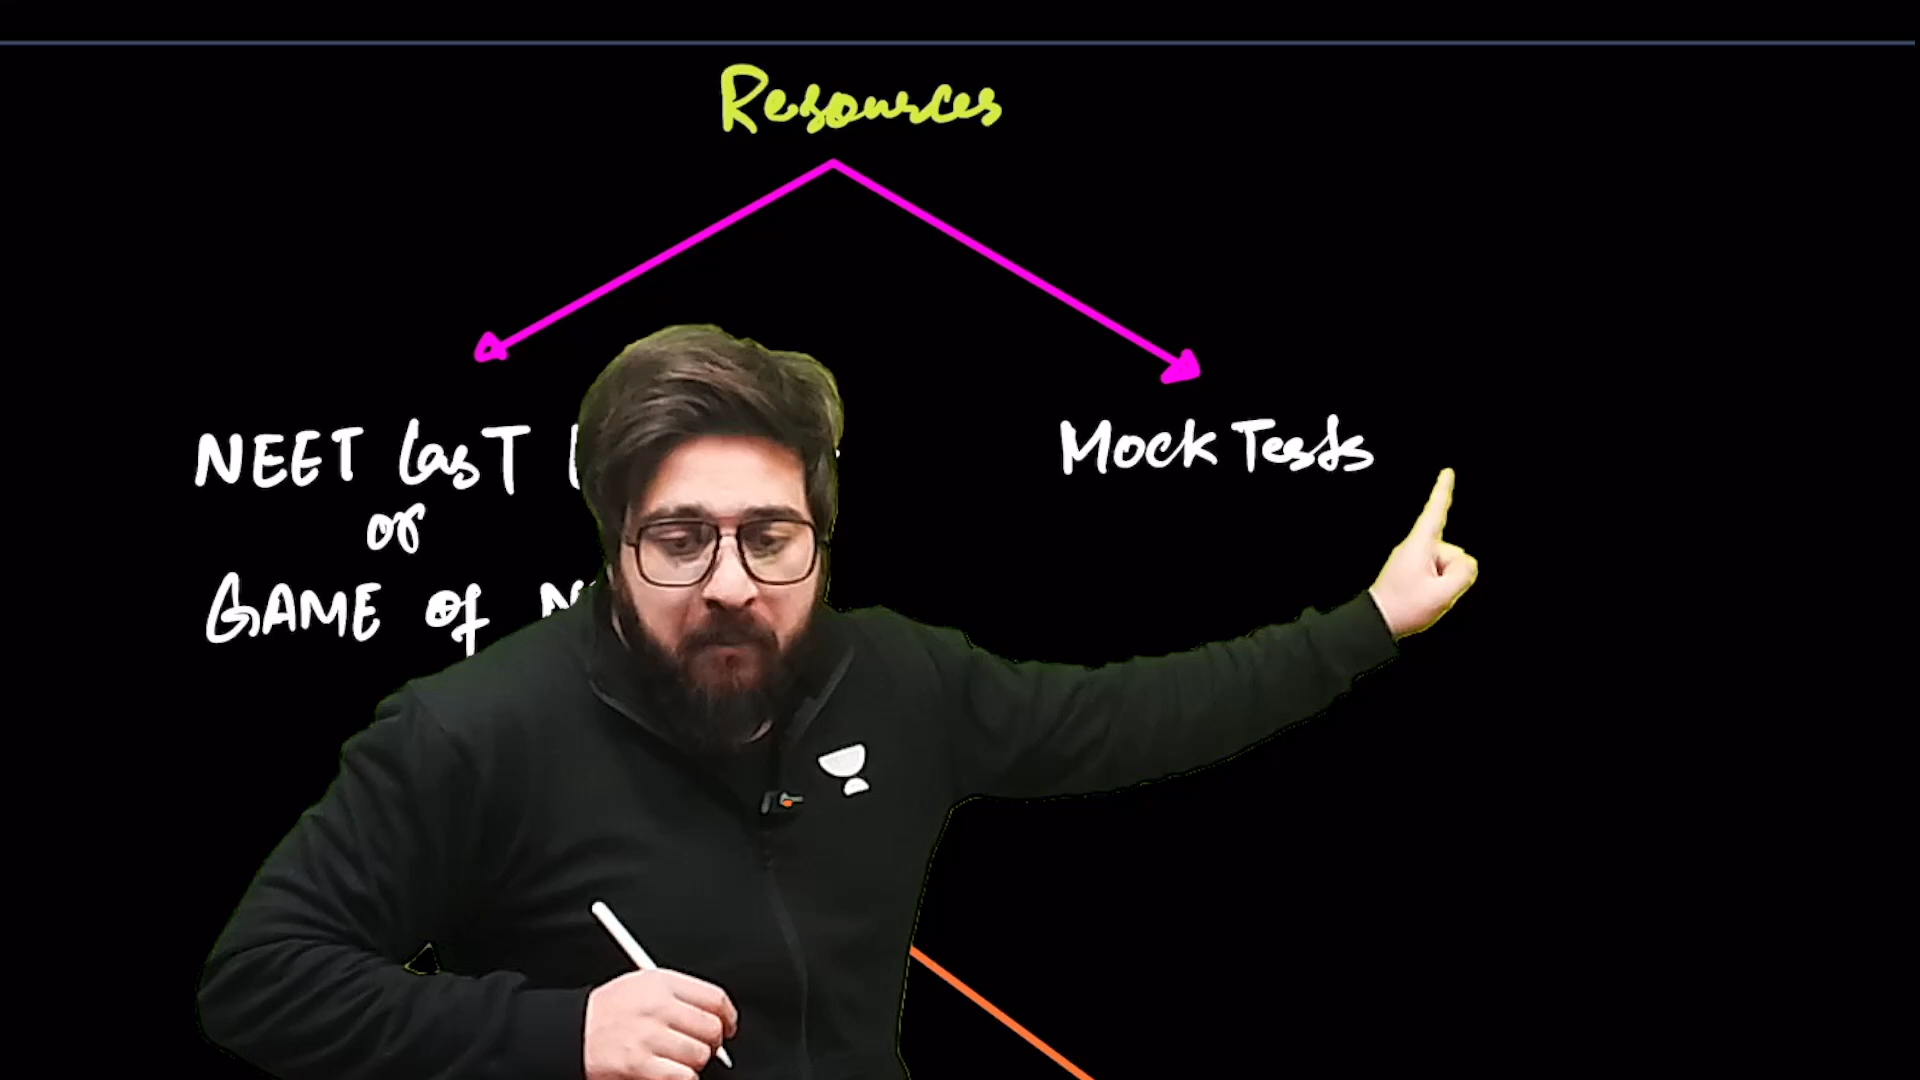 Resources
NEET Last
Mock Tests
or
GAME of